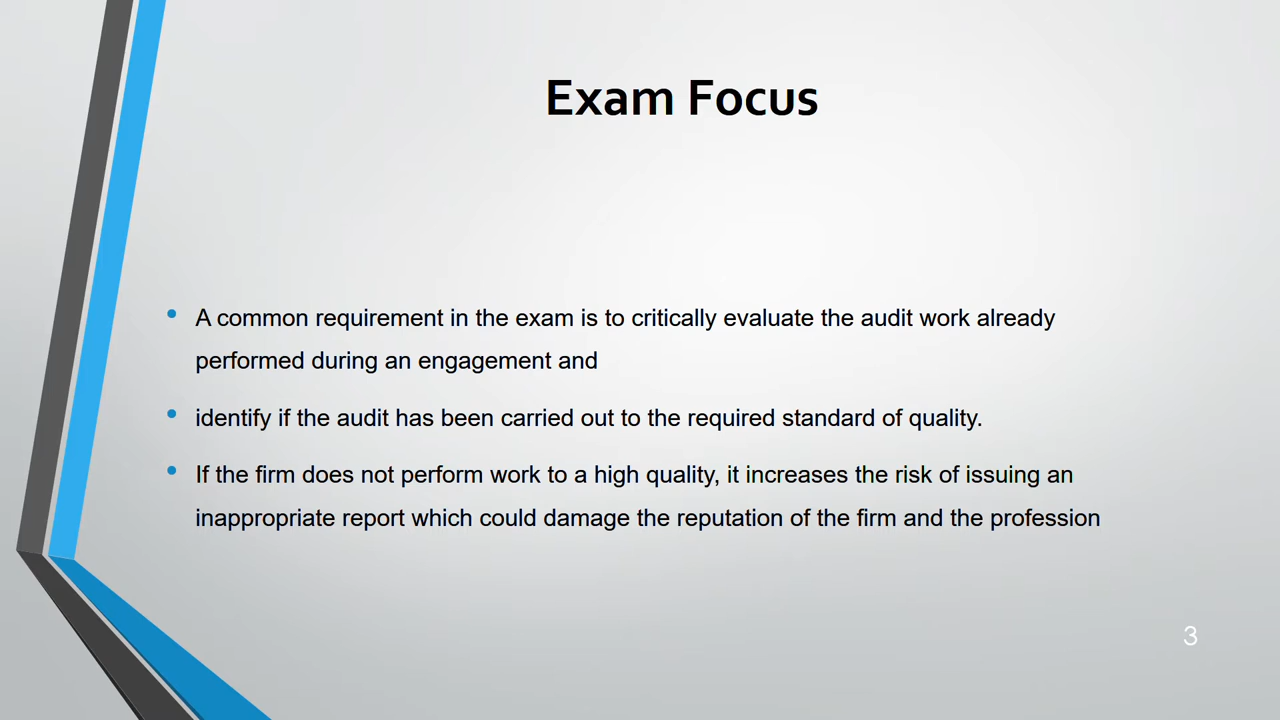 Exam Focus
A common requirement in the exam is to critically evaluate the audit work already
performed during an engagement and
identify if the audit has been carried out to the required standard of quality.
If the firm does not perform work to a high quality, it increases the risk of issuing an
inappropriate report which could damage the reputation of the firm and the profession
3